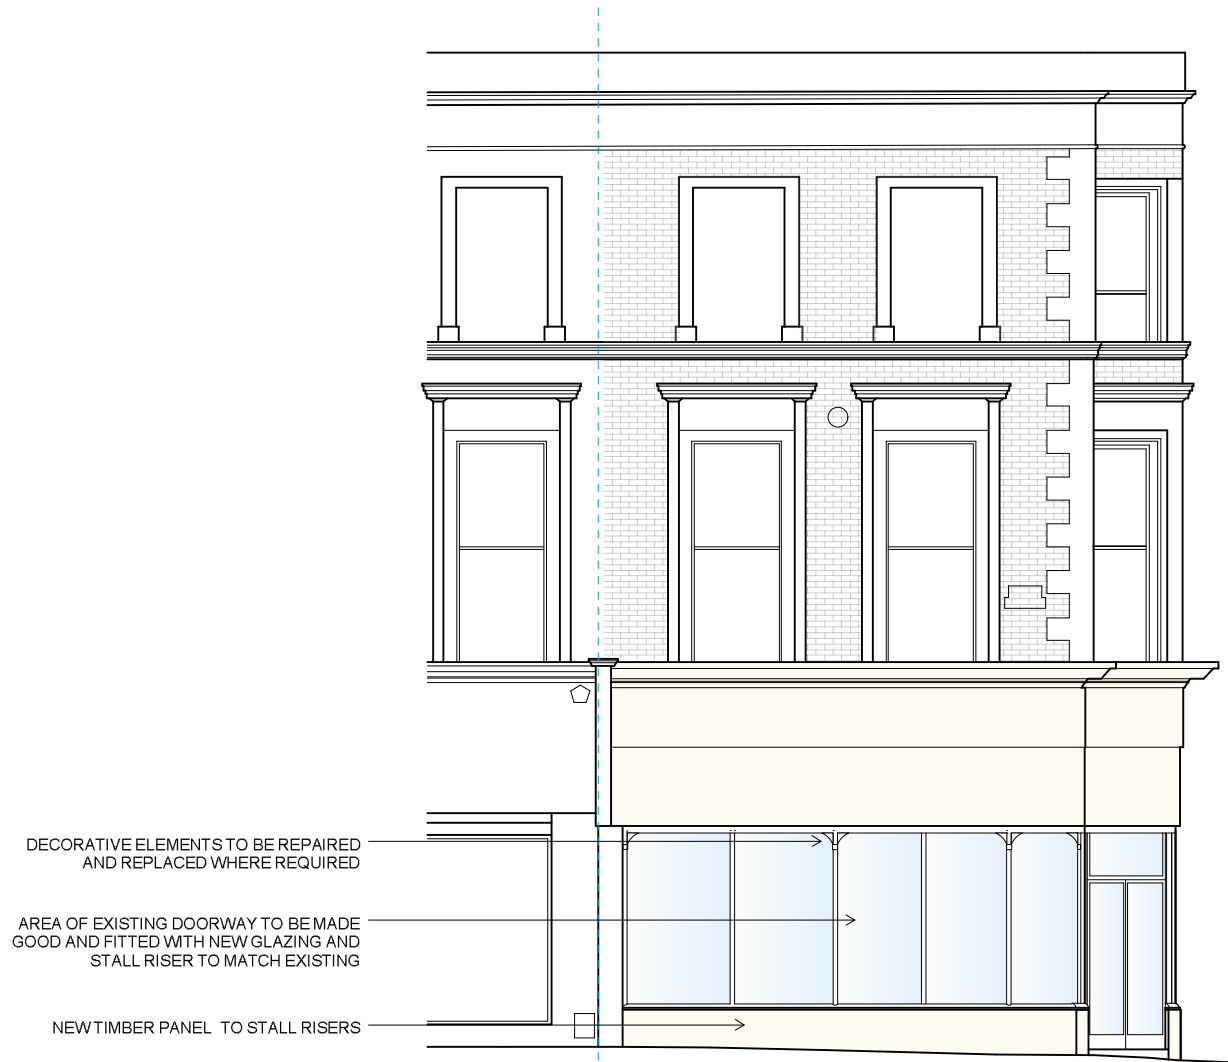 DECORATIVE ELEMENTS TO BE REPAIRED
AND REPLACED WHERE REQUIRED
AREA OF EXISTING DOORWAY TO BE MADE
GOOD AND FITTED WITH NEW GLAZING AND
STALL RISER TO MATCH EXISTING
NEW TIMBER PANEL TO STALL RISERS